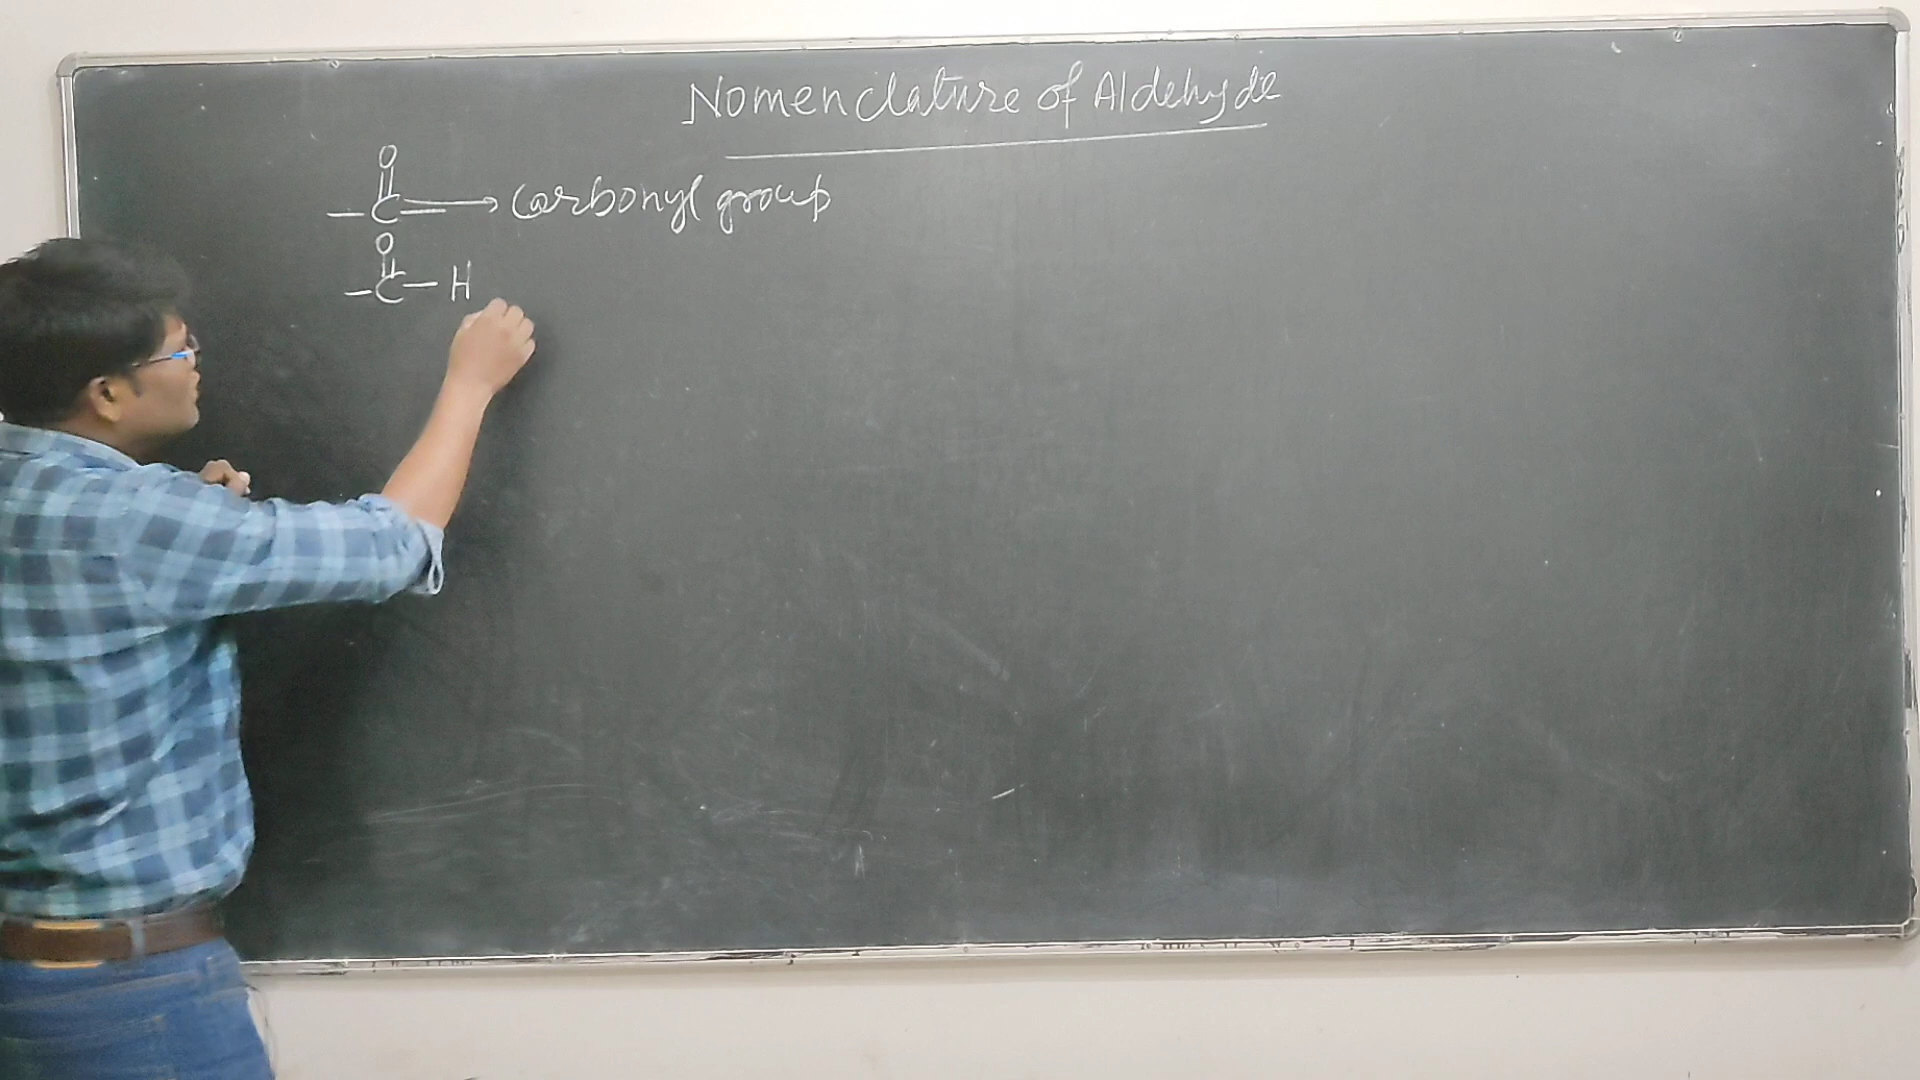 Nomenclature of Aldehyde
O
||
—C— → Carbonyl group
O
||
—C—H